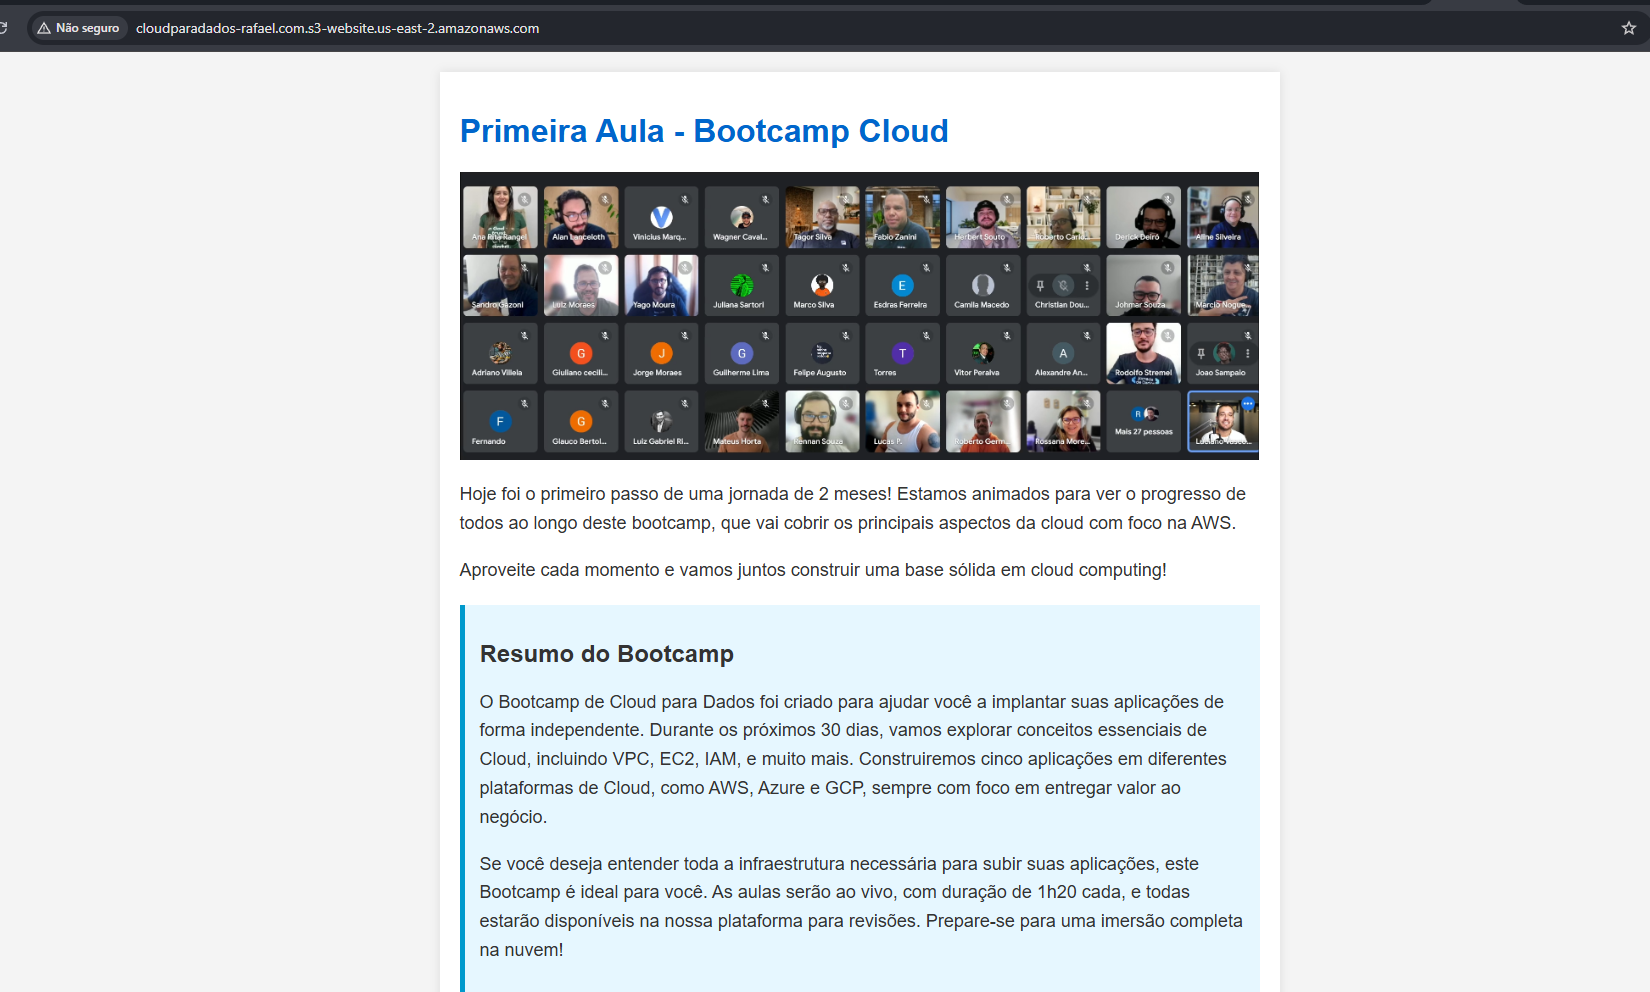 Não seguro
cloudparadados-rafael.com.s3-website.us-east-2.amazonaws.com
Primeira Aula - Bootcamp Cloud
Ana Rita Rangel
Alan Lanceloth
Vinicius Marq...
Wagner Caval...
Tagor Silva
Fabio Zanini
Herbert Souto
Roberto Carlo...
Derick Deiró
Aline Silveira
Sandro Gazoni
Luiz Moraes
Yago Moura
Juliana Sartori
Marco Silva
E
Esdras Ferreira
Camila Macedo
Christian Dou...
Johmar Souza
Marcio Nogue...
Adriano Villela
G
Giuliano cecili...
J
Jorge Moraes
G
Guilherme Lima
Felipe Augusto
T
Torres
Vitor Peralva
A
Alexandre An...
Rodolfo Stremel
Joao Sampaio
F
Fernando
G
Glauco Bertol...
Luiz Gabriel Ri...
Mateus Horta
Rennan Souza
Lucas P.
Roberto Germ...
Rossana More...
R
Mais 27 pessoas
Luciano Vasco...
Hoje foi o primeiro passo de uma jornada de 2 meses! Estamos animados para ver o progresso de
todos ao longo deste bootcamp, que vai cobrir os principais aspectos da cloud com foco na AWS.
Aproveite cada momento e vamos juntos construir uma base sólida em cloud computing!
Resumo do Bootcamp
O Bootcamp de Cloud para Dados foi criado para ajudar você a implantar suas aplicações de
forma independente. Durante os próximos 30 dias, vamos explorar conceitos essenciais de
Cloud, incluindo VPC, EC2, IAM, e muito mais. Construiremos cinco aplicações em diferentes
plataformas de Cloud, como AWS, Azure e GCP, sempre com foco em entregar valor ao
negócio.
Se você deseja entender toda a infraestrutura necessária para subir suas aplicações, este
Bootcamp é ideal para você. As aulas serão ao vivo, com duração de 1h20 cada, e todas
estarão disponíveis na nossa plataforma para revisões. Prepare-se para uma imersão completa
na nuvem!